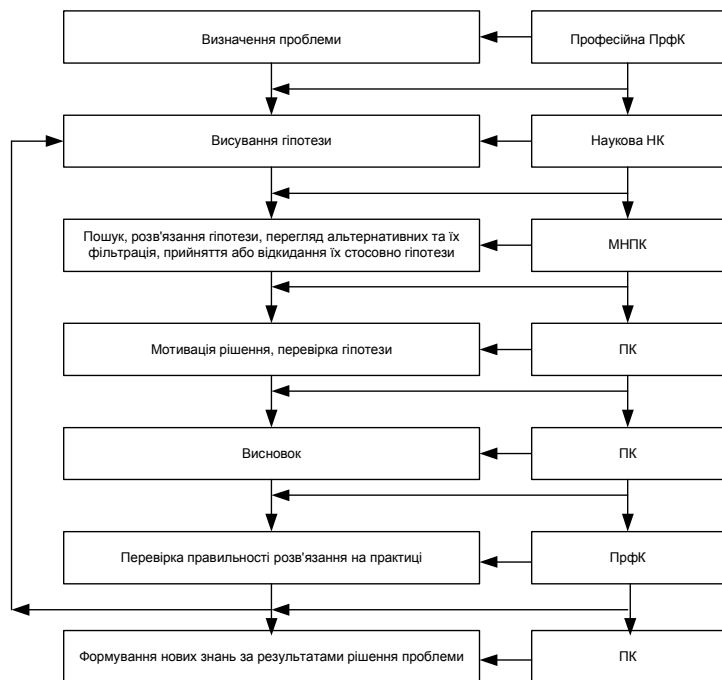 Визначення проблеми
Професійна ПрфК
Висування гіпотези
Наукова НК
Пошук, розв'язання гіпотези, перегляд альтернативних та їх
фільтрація, прийняття або відкидання їх стосовно гіпотези
МНПК
Мотивація рішення, перевірка гіпотези
ПК
Висновок
ПК
Перевірка правильності розв'язання на практиці
ПрфК
Формування нових знань за результатами рішення проблеми
ПК